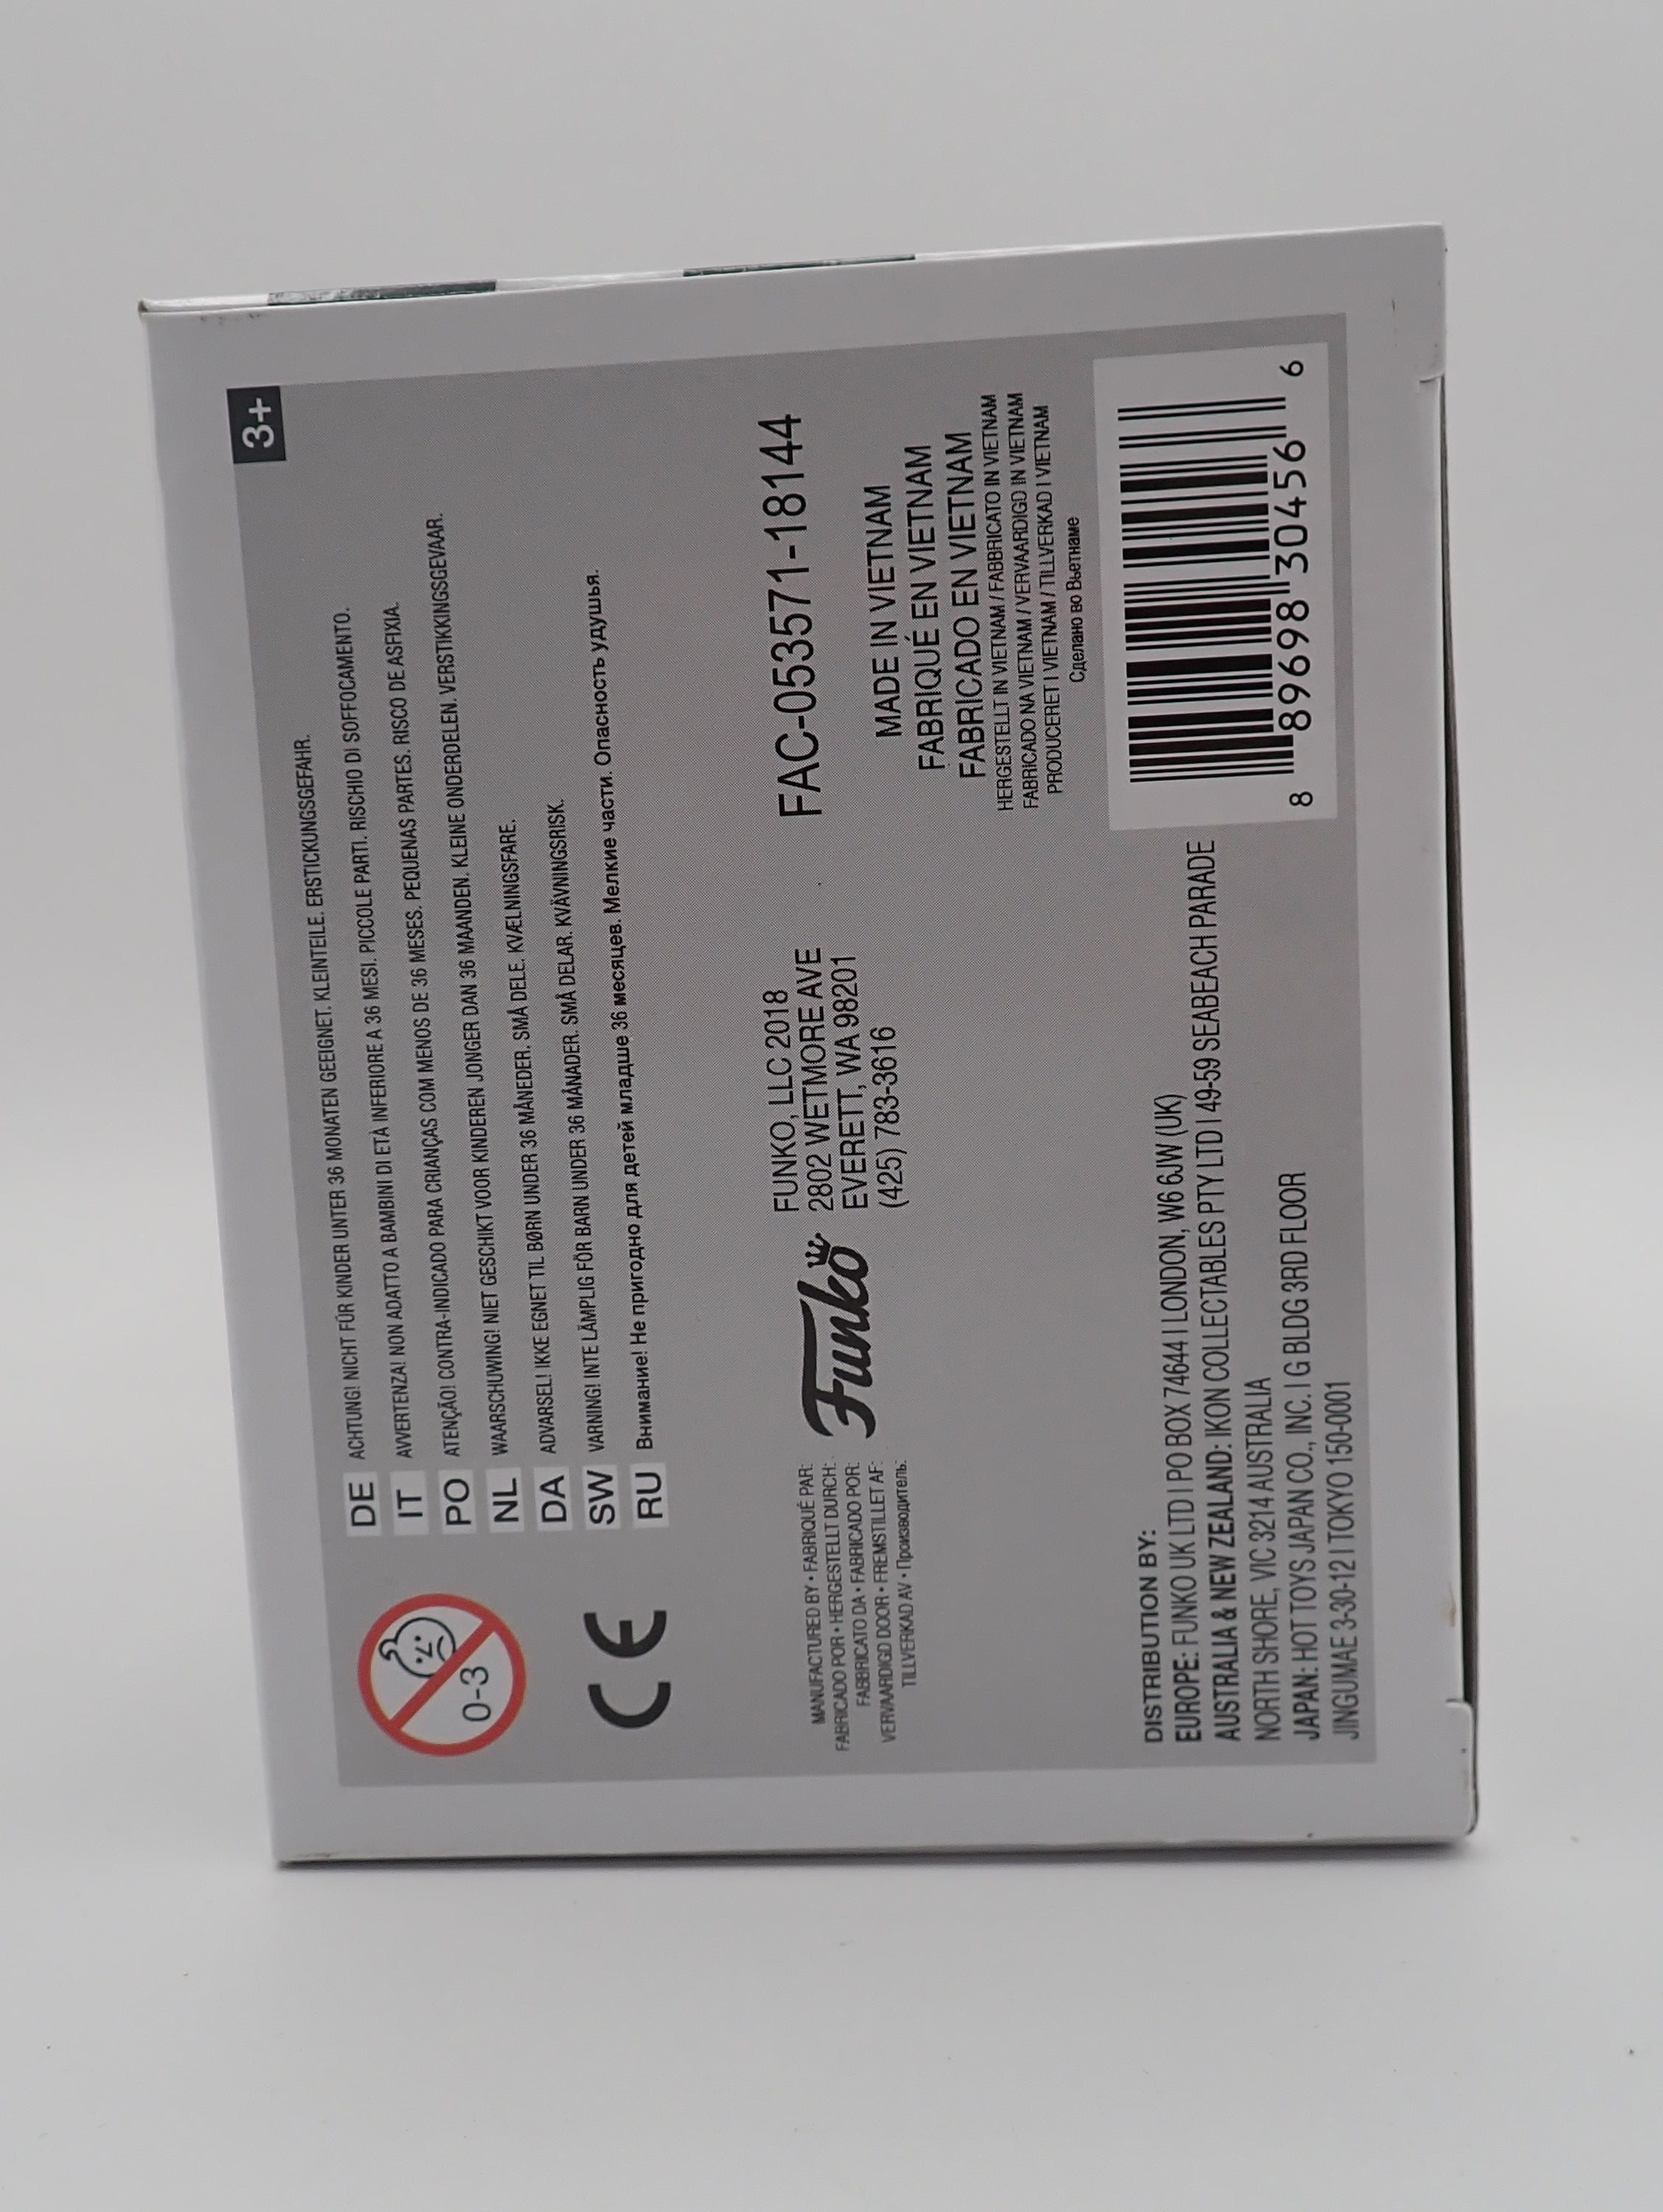 3+
DE ACHTUNG! NICHT FÜR KINDER UNTER 36 MONATEN GEEIGNET. KLEINTEILE. ERSTICKUNGSGEFAHR.
IT AVVERTENZA! NON ADATTO A BAMBINI DI ETÀ INFERIORE A 36 MESI. PICCOLE PARTI. RISCHIO DI SOFFOCAMENTO.
PO ATENÇÃO! CONTRA-INDICADO PARA CRIANÇAS COM MENOS DE 36 MESES. PEQUENAS PARTES. RISCO DE ASFIXIA.
NL WAARSCHUWING! NIET GESCHIKT VOOR KINDEREN JONGER DAN 36 MAANDEN. KLEINE ONDERDELEN. VERSTIKKINGSGEVAAR.
DA ADVARSEL! IKKE EGNET TIL BØRN UNDER 36 MÅNEDER. SMÅ DELE. KVÆLNINGSFARE.
SW VARNING! INTE LÄMPLIG FÖR BARN UNDER 36 MÅNADER. SMÅ DELAR. KVÄVNINGSRISK.
RU Внимание! Не пригодно для детей младше 36 месяцев. Мелкие части. Опасность удушья.
0-3
CE
MANUFACTURED BY • FABRIQUÉ PAR:
FABRICADO POR • HERGESTELLT DURCH:
FABBRICATO DA • FABRICADO POR:
VERVAARDIGD DOOR • FREMSTILLET AF:
TILLVERKAD AV • Производитель:
Funko
FUNKO, LLC 2018
2802 WETMORE AVE
EVERETT, WA 98201
(425) 783-3616
FAC-053571-18144
MADE IN VIETNAM
FABRIQUÉ EN VIETNAM
FABRICADO EN VIETNAM
HERGESTELLT IN VIETNAM / FABBRICATO IN VIETNAM
FABRICADO NA VIETNAM / VERVAARDIGD IN VIETNAM
PRODUCERET I VIETNAM / TILLVERKAD I VIETNAM
Сделано во Вьетнаме
DISTRIBUTION BY:
EUROPE: FUNKO UK LTD | PO BOX 74644 | LONDON, W6 6JW (UK)
AUSTRALIA & NEW ZEALAND: IKON COLLECTABLES PTY LTD | 49-59 SEABEACH PARADE
NORTH SHORE, VIC 3214 AUSTRALIA
JAPAN: HOT TOYS JAPAN CO., INC. | G BLDG 3RD FLOOR
JINGUMAE 3-30-12 | TOKYO 150-0001
8 89698 30456 6